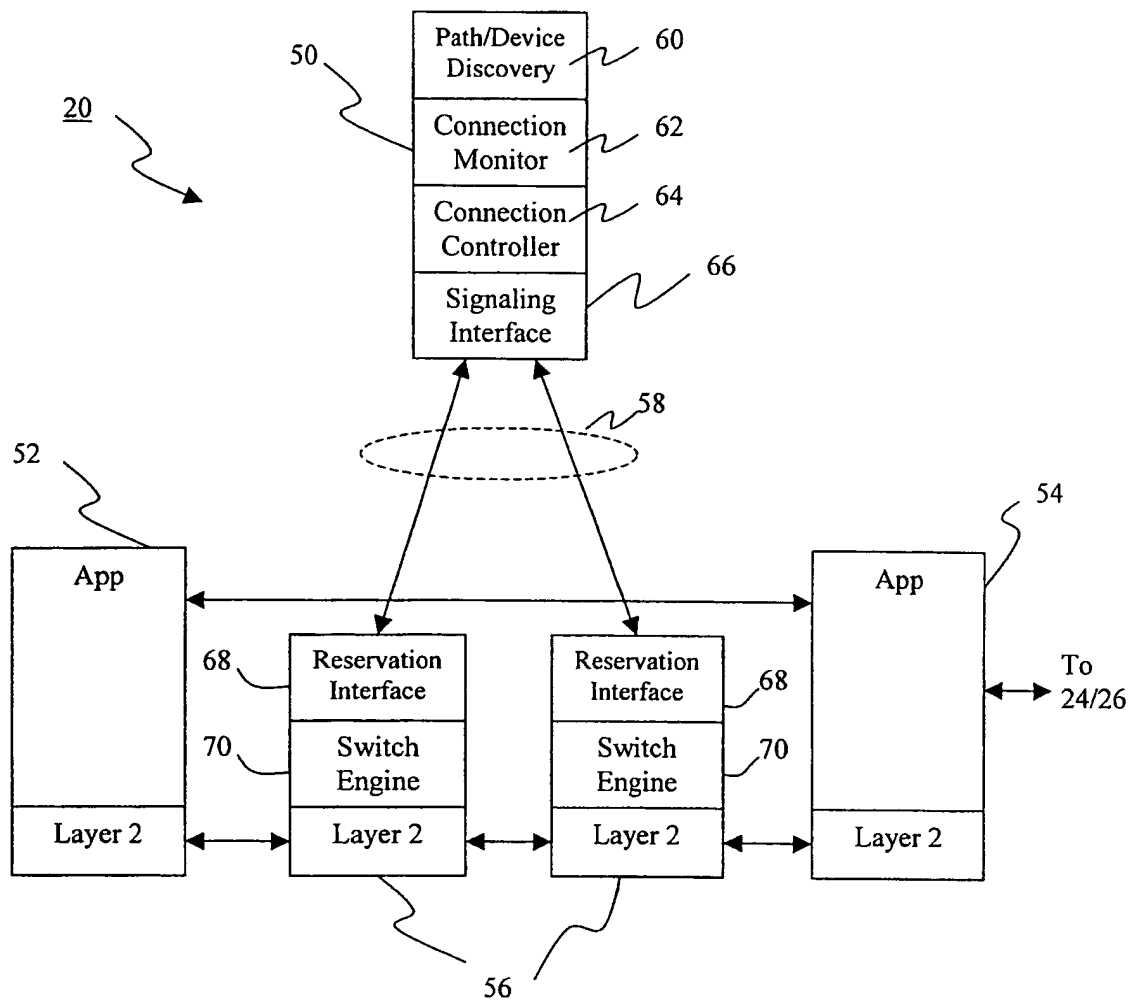 Path/Device
Discovery
60
50
20
Connection
Monitor
62
Connection
Controller
64
Signaling
Interface
66
58
52
54
App
App
Reservation
Interface
68
Reservation
Interface
68
To
24/26
Switch
Engine
70
Switch
Engine
70
Layer 2
Layer 2
Layer 2
Layer 2
56